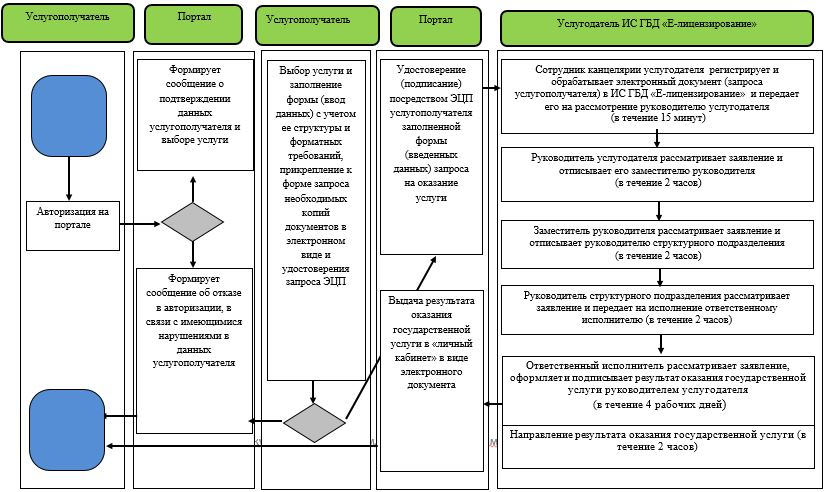 Услугополучатель
Портал
Услугополучатель
Портал
Услугодатель ИС ГБД «Е-лицензирование»
Авторизация на
портале
Формирует
сообщение о
подтверждении
данных
услугополучателя и
выборе услуги
Формирует
сообщение об отказе
в авторизации, в
связи с имеющимися
нарушениями в
данных
услугополучателя
Выбор услуги и
заполнение
формы (ввод
данных) с учетом
ее структуры и
форматных
требований,
прикрепление к
форме запроса
необходимых
копий
документов в
электронном
виде и
удостоверения
запроса ЭЦП
Удостоверение
(подписание)
посредством ЭЦП
услугополучателя
заполненной
формы
(введенных
данных) запроса
на оказание
услуги
Выдача результата
оказания
государственной
услуги в «личный
кабинет» в виде
электронного
документа
Сотрудник канцелярии услугодателя регистрирует и
обрабатывает электронный документ (запроса
услугополучателя) в ИС ГБД «Е-лицензирование» и передает
его на рассмотрение руководителю услугодателя
(в течение 15 минут)
Руководитель услугодателя рассматривает заявление и
отписывает его заместителю руководителя
(в течение 2 часов)
Заместитель руководителя рассматривает заявление и
отписывает руководителю структурного подразделения
(в течение 2 часов)
Руководитель структурного подразделения рассматривает
заявление и передает на исполнение ответственному
исполнителю (в течение 2 часов)
Ответственный исполнитель рассматривает заявление,
оформляет и подписывает результат оказания государственной
услуги руководителем услугодателя
(в течение 4 рабочих дней)
Направление результата оказания государственной услуги (в
течение 2 часов)